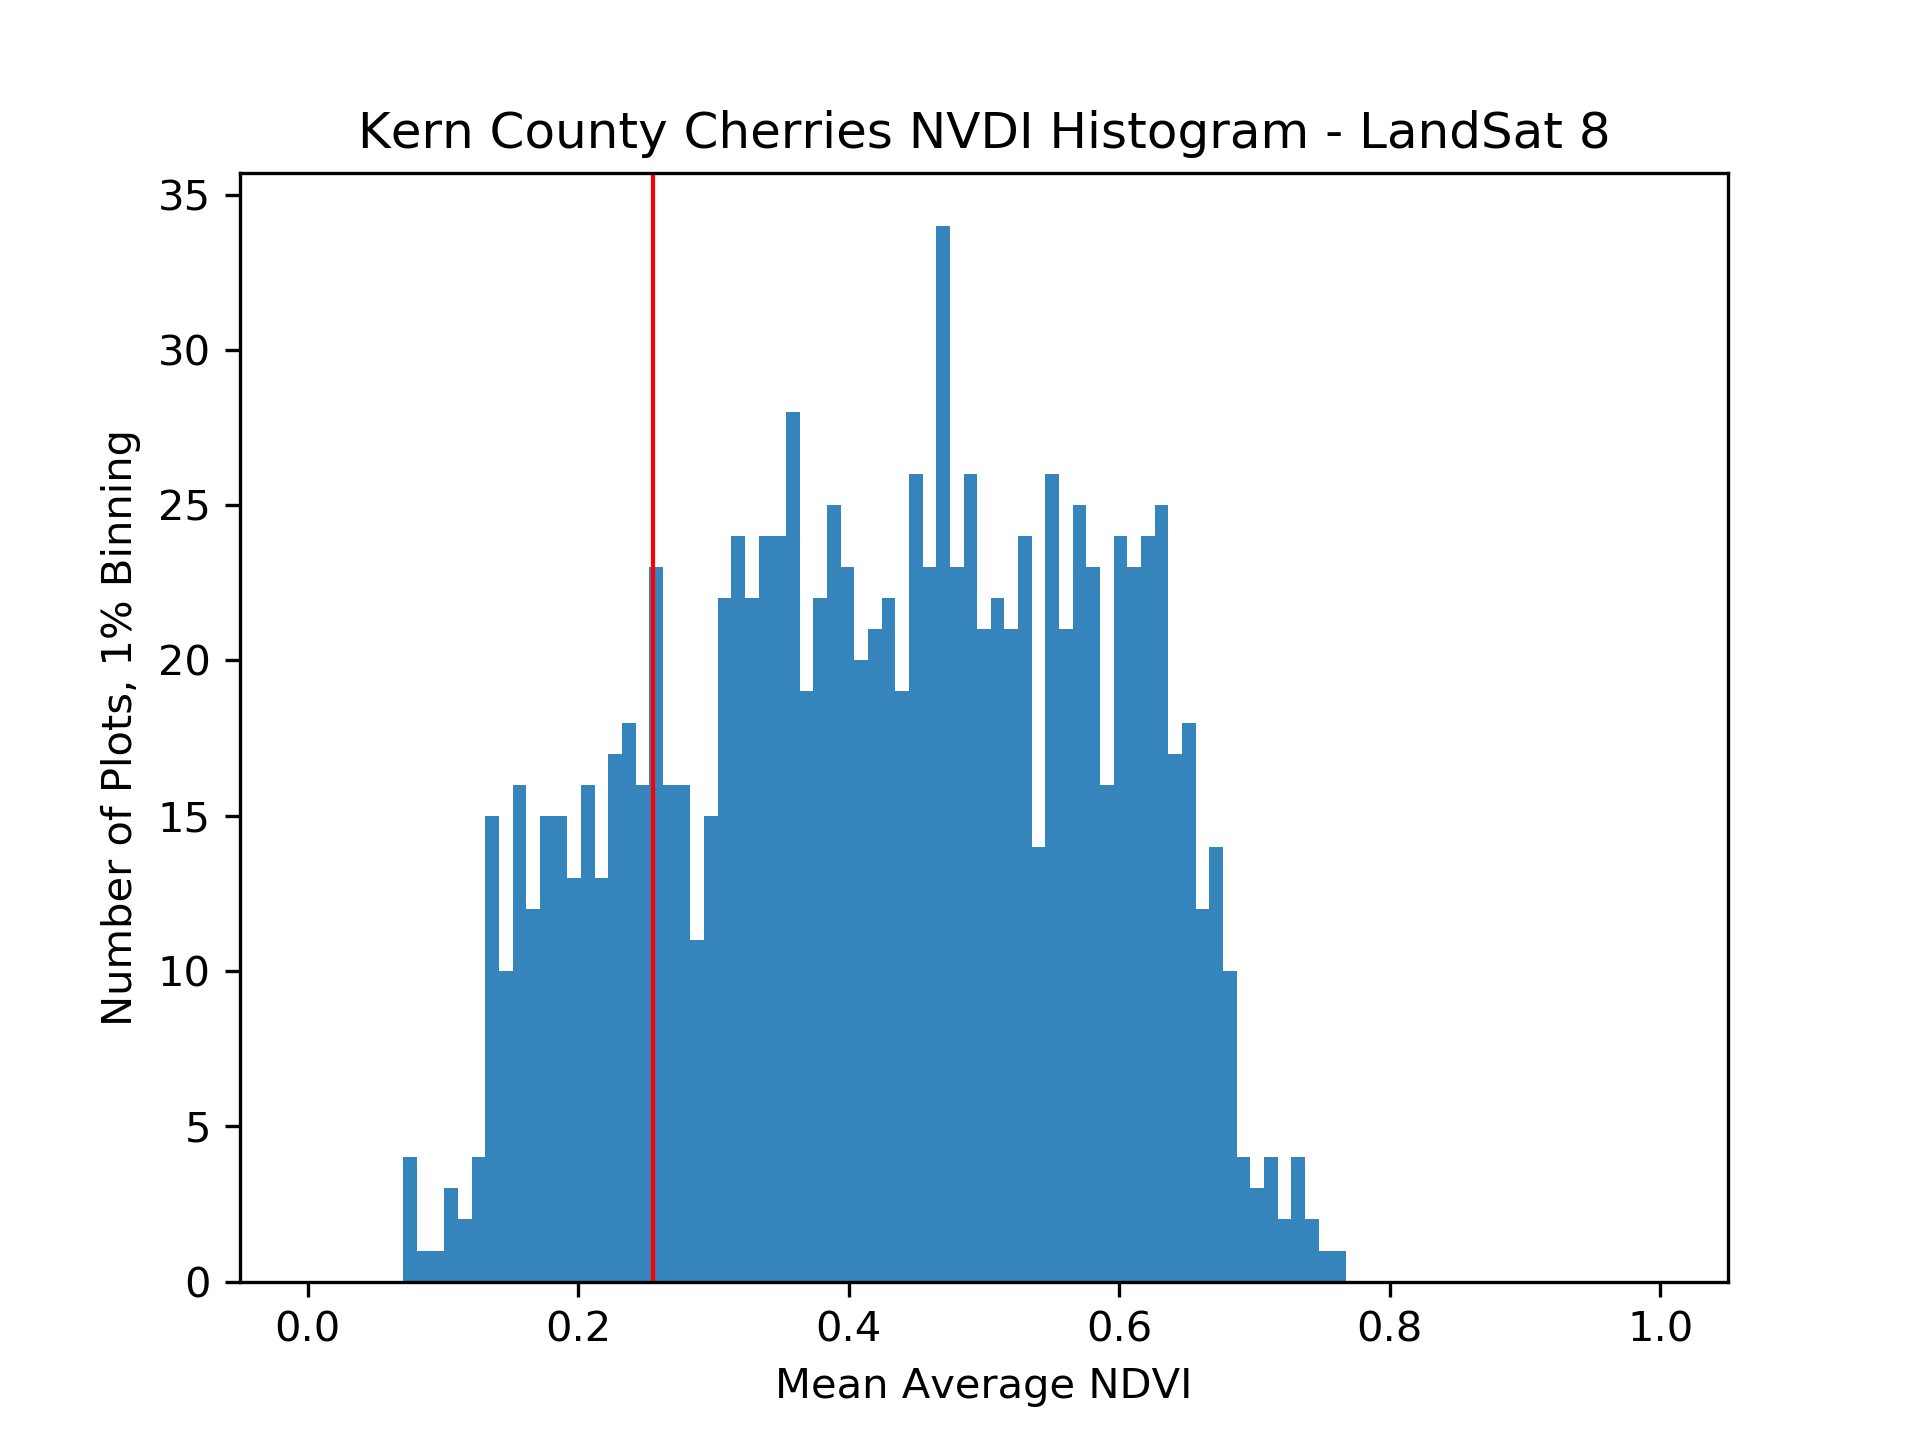 Kern County Cherries NVDI Histogram - LandSat 8
35
30
25
20
15
10
5
0
Number of Plots, 1% Binning
0.0 0.2 0.4 0.6 0.8 1.0
Mean Average NDVI